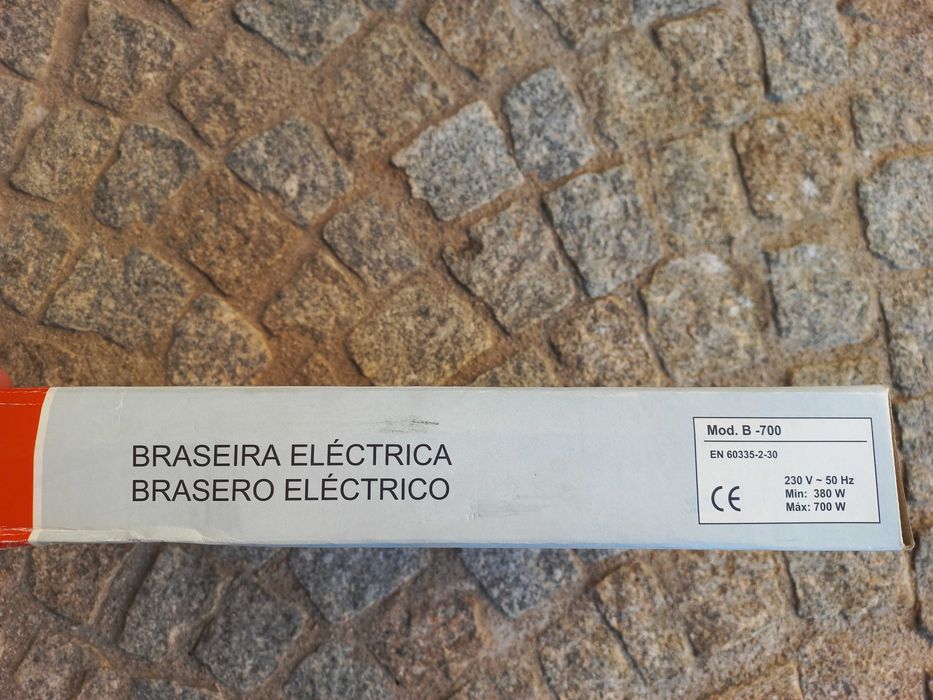 BRASEIRA ELÉCTRICA
BRASERO ELÉCTRICO
Mod. B -700
EN 60335-2-30
CE
230 V ~ 50 Hz
Min: 380 W
Máx: 700 W